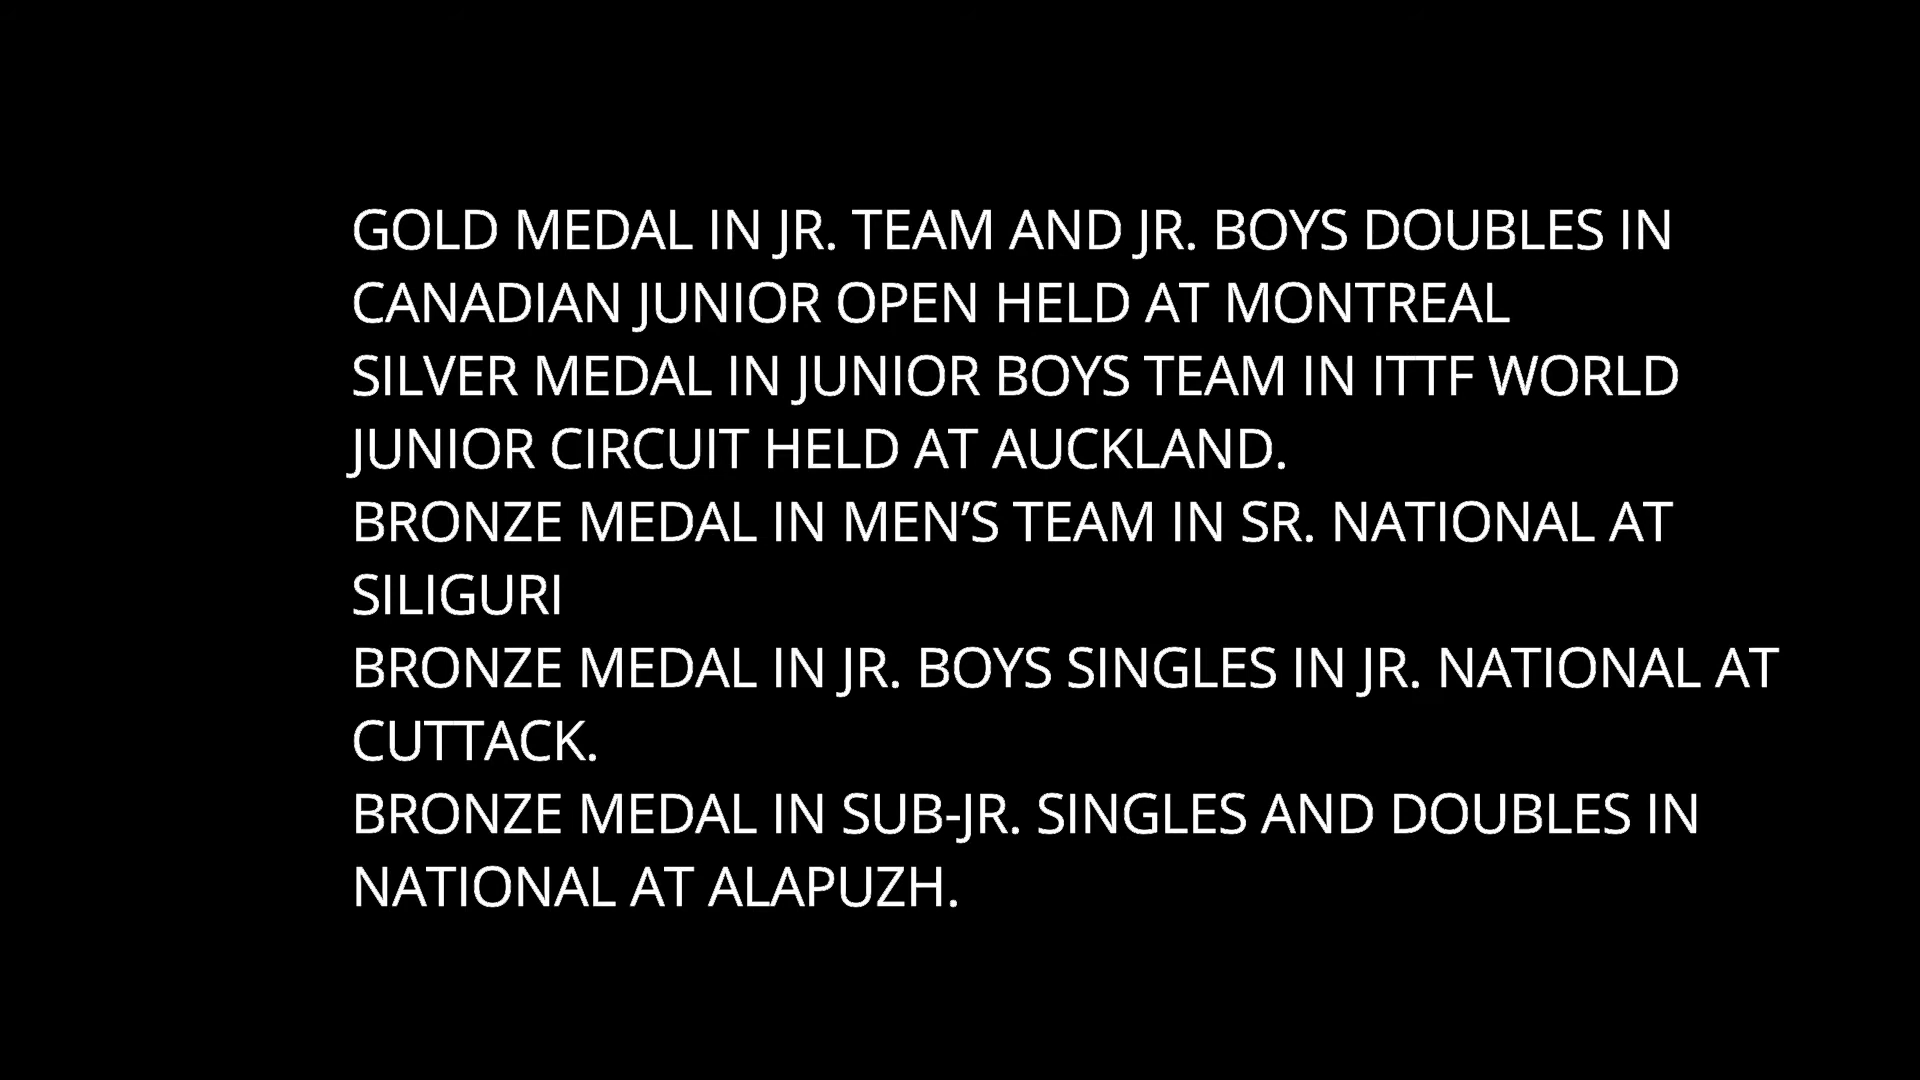 GOLD MEDAL IN JR. TEAM AND JR. BOYS DOUBLES IN
CANADIAN JUNIOR OPEN HELD AT MONTREAL
SILVER MEDAL IN JUNIOR BOYS TEAM IN ITTF WORLD
JUNIOR CIRCUIT HELD AT AUCKLAND.
BRONZE MEDAL IN MEN’S TEAM IN SR. NATIONAL AT
SILIGURI
BRONZE MEDAL IN JR. BOYS SINGLES IN JR. NATIONAL AT
CUTTACK.
BRONZE MEDAL IN SUB-JR. SINGLES AND DOUBLES IN
NATIONAL AT ALAPUZH.